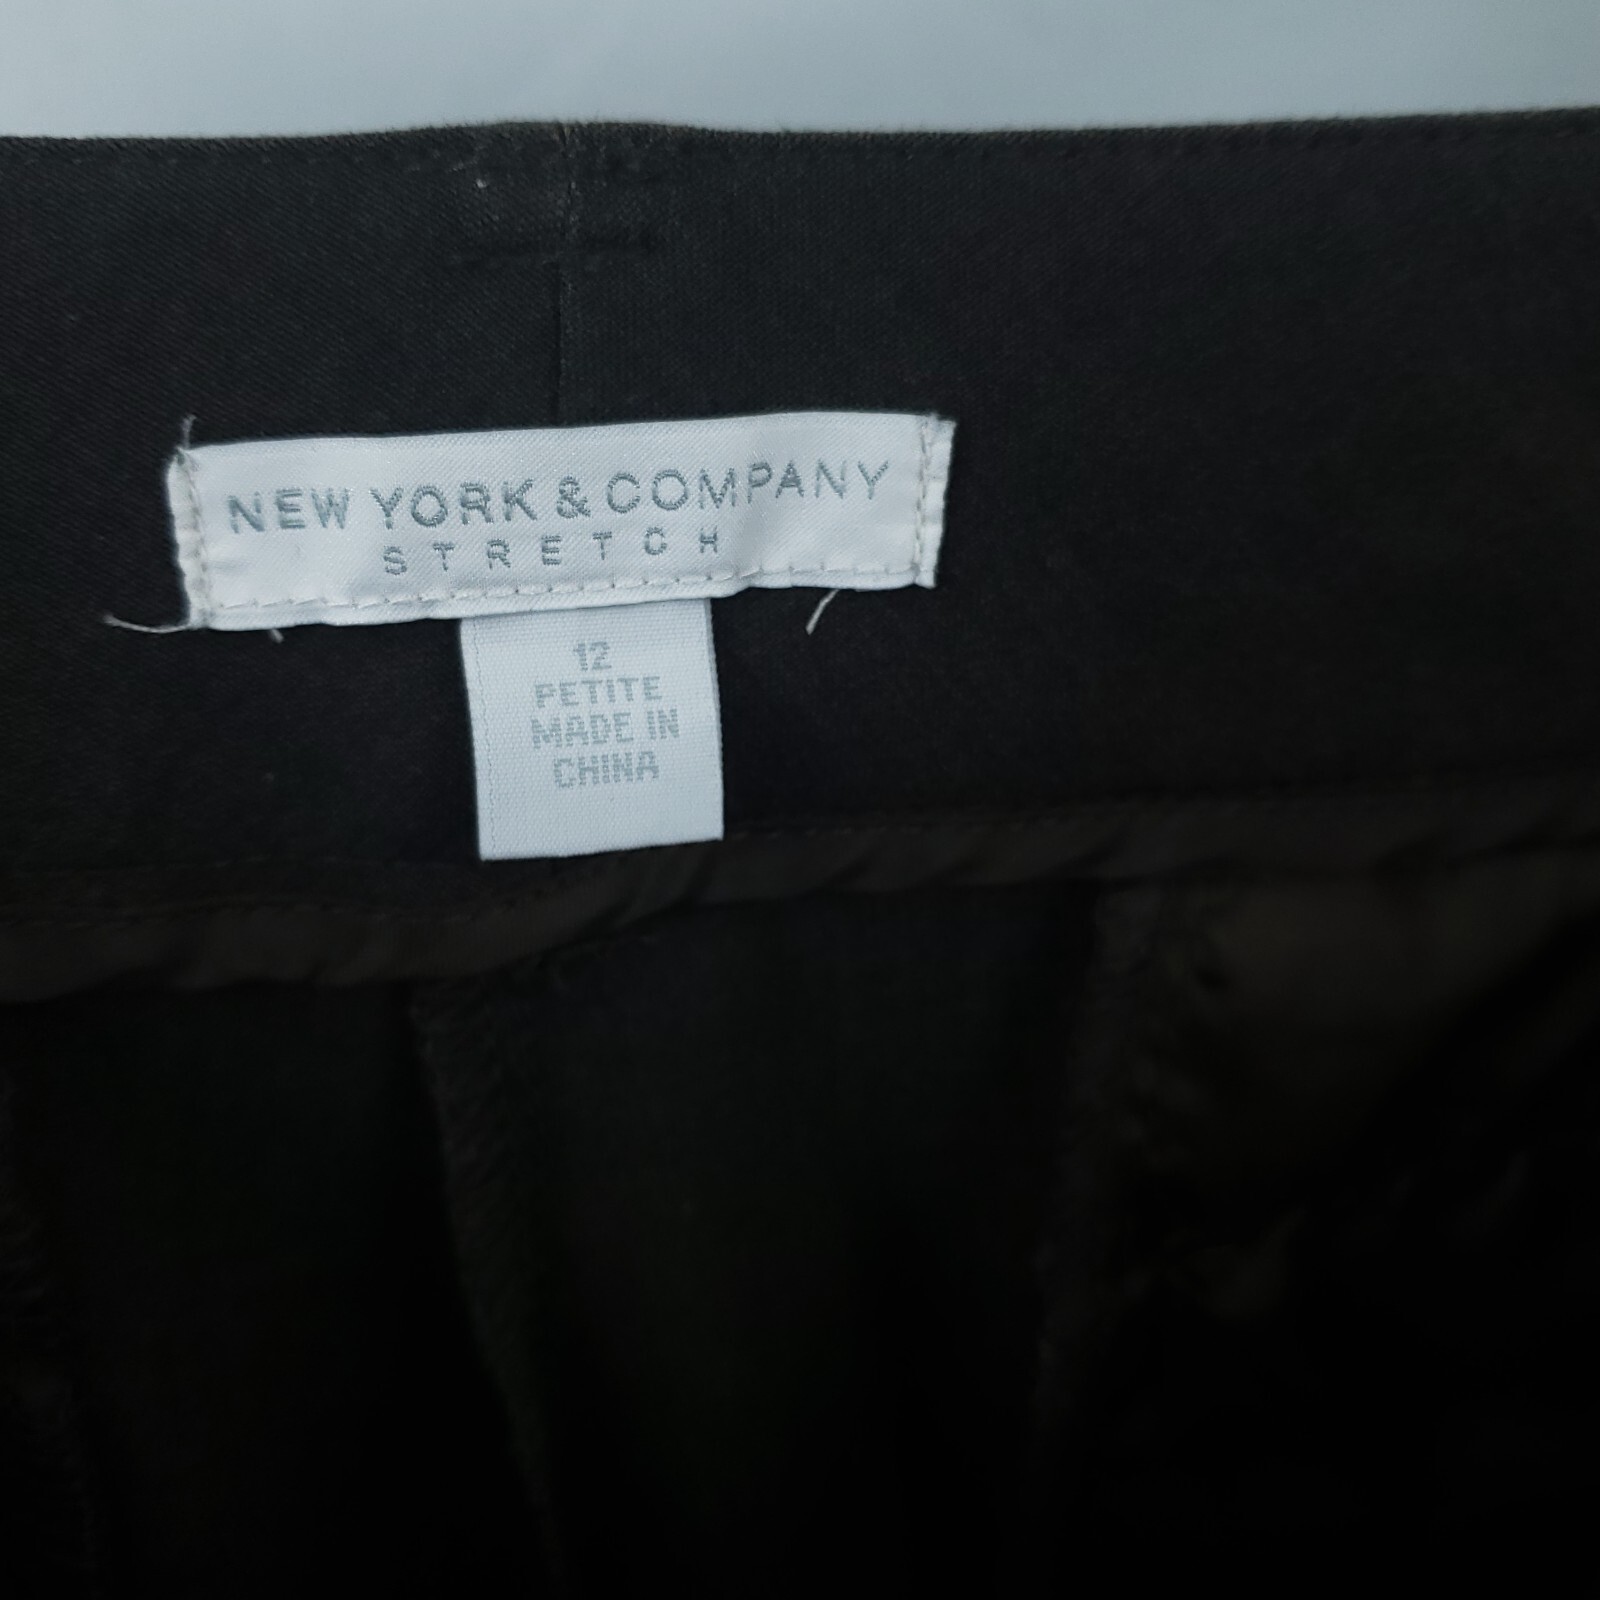 NEW YORK & COMPANY
STRETCH
12
PETITE
MADE IN
CHINA